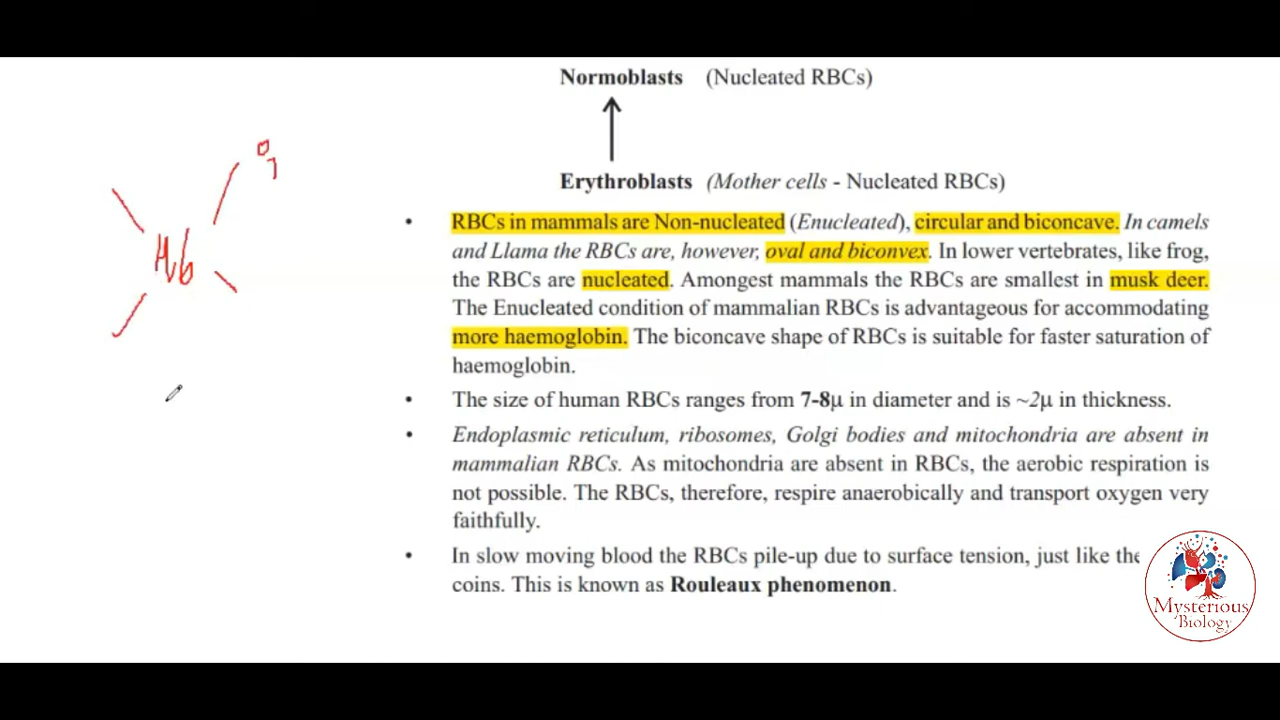 Normoblasts (Nucleated RBCs)
Erythroblasts (Mother cells - Nucleated RBCs)
Hb
O2
• RBCs in mammals are Non-nucleated (Enucleated), circular and biconcave. In camels
and Llama the RBCs are, however, oval and biconvex. In lower vertebrates, like frog,
the RBCs are nucleated. Amongest mammals the RBCs are smallest in musk deer.
The Enucleated condition of mammalian RBCs is advantageous for accommodating
more haemoglobin. The biconcave shape of RBCs is suitable for faster saturation of
haemoglobin.
• The size of human RBCs ranges from 7-8μ in diameter and is ~2μ in thickness.
• Endoplasmic reticulum, ribosomes, Golgi bodies and mitochondria are absent in
mammalian RBCs. As mitochondria are absent in RBCs, the aerobic respiration is
not possible. The RBCs, therefore, respire anaerobically and transport oxygen very
faithfully.
• In slow moving blood the RBCs pile-up due to surface tension, just like the
coins. This is known as Rouleaux phenomenon.
Mysterious
Biology